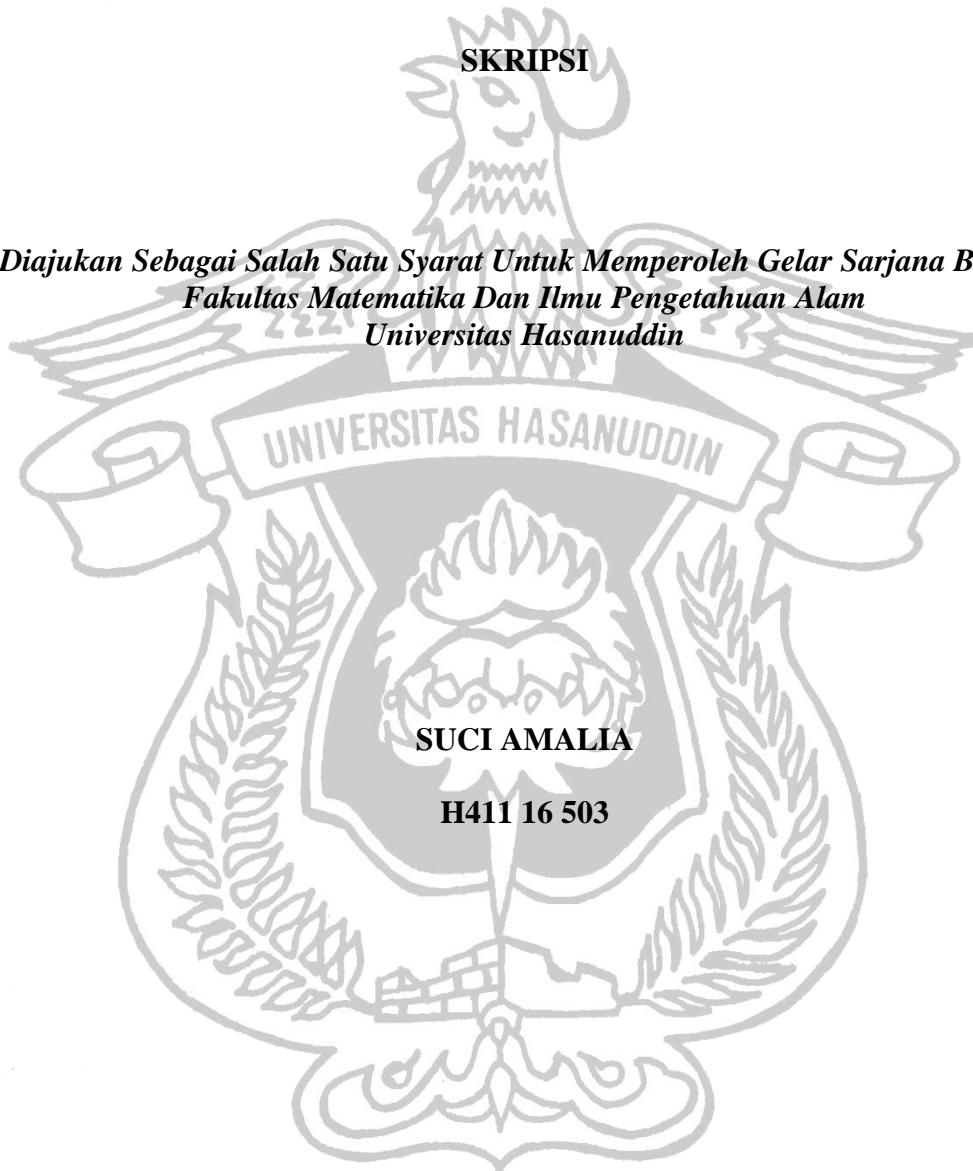 SKRIPSI
Diajukan Sebagai Salah Satu Syarat Untuk Memperoleh Gelar Sarjana B
Fakultas Matematika Dan Ilmu Pengetahuan Alam
Universitas Hasanuddin
UNIVERSITAS HASANUDDIN
SUCI AMALIA
H411 16 503